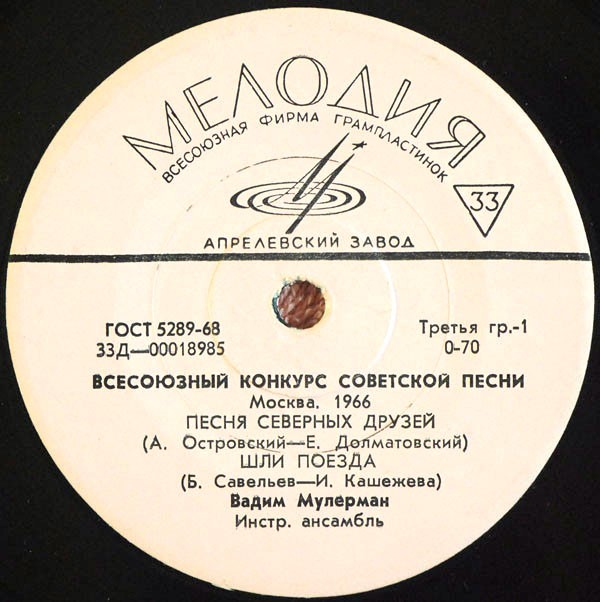 МЕЛОДИЯ
ВСЕСОЮЗНАЯ ФИРМА ГРАМПЛАСТИНОК
33
АПРЕЛЕВСКИЙ ЗАВОД
ГОСТ 5289-68
Третья гр.-1
33Д—00018985
0-70
ВСЕСОЮЗНЫЙ КОНКУРС СОВЕТСКОЙ ПЕСНИ
Москва, 1966
ПЕСНЯ СЕВЕРНЫХ ДРУЗЕЙ
(А. Островский—Е. Долматовский)
ШЛИ ПОЕЗДА
(Б. Савельев—И. Кашежева)
Вадим Мулерман
Инстр. ансамбль